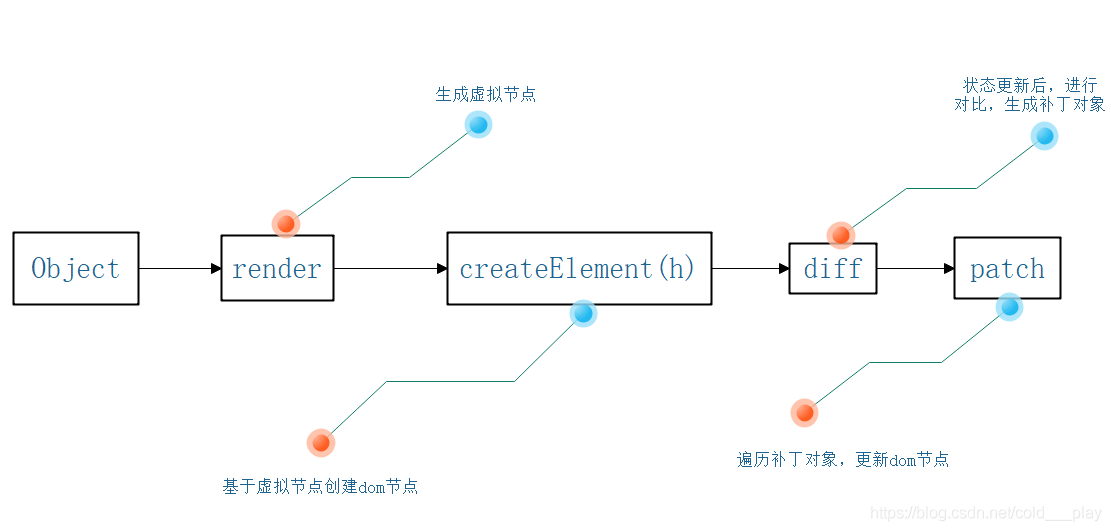 生成虚拟节点
状态更新后，进行
对比，生成补丁对象
Object
render
createElement(h)
diff
patch
基于虚拟节点创建dom节点
遍历补丁对象，更新dom节点
https://blog.csdn.net/cold___play